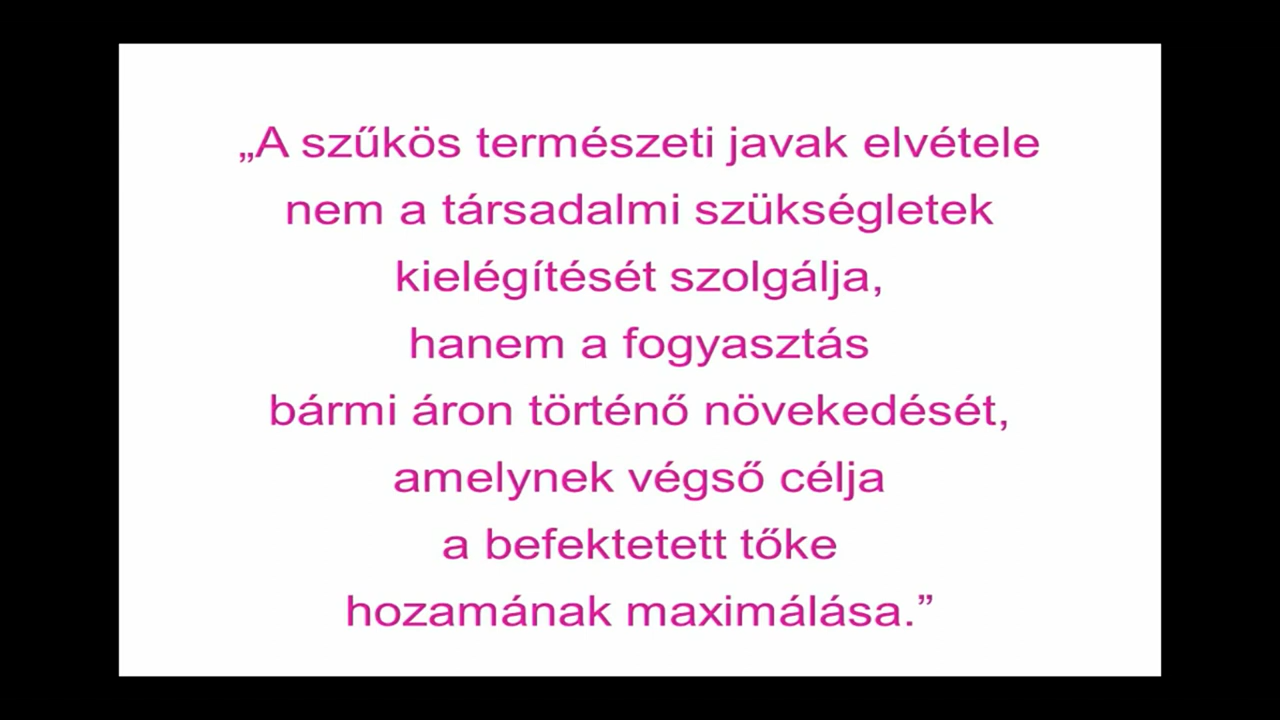 „A szűkös természeti javak elvétele
nem a társadalmi szükségletek
kielégítését szolgálja,
hanem a fogyasztás
bármi áron történő növekedését,
amelynek végső célja
a befektetett tőke
hozamának maximálása.”